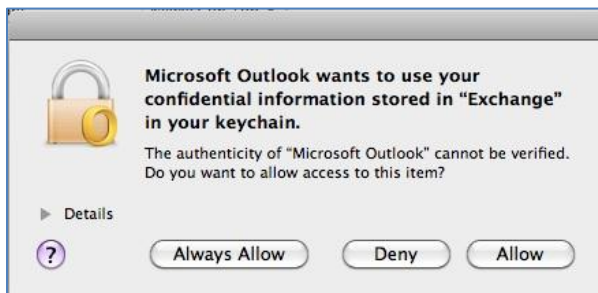 Microsoft Outlook wants to use your
confidential information stored in “Exchange”
in your keychain.
The authenticity of “Microsoft Outlook” cannot be verified.
Do you want to allow access to this item?
Details
?
Always Allow
Deny
Allow